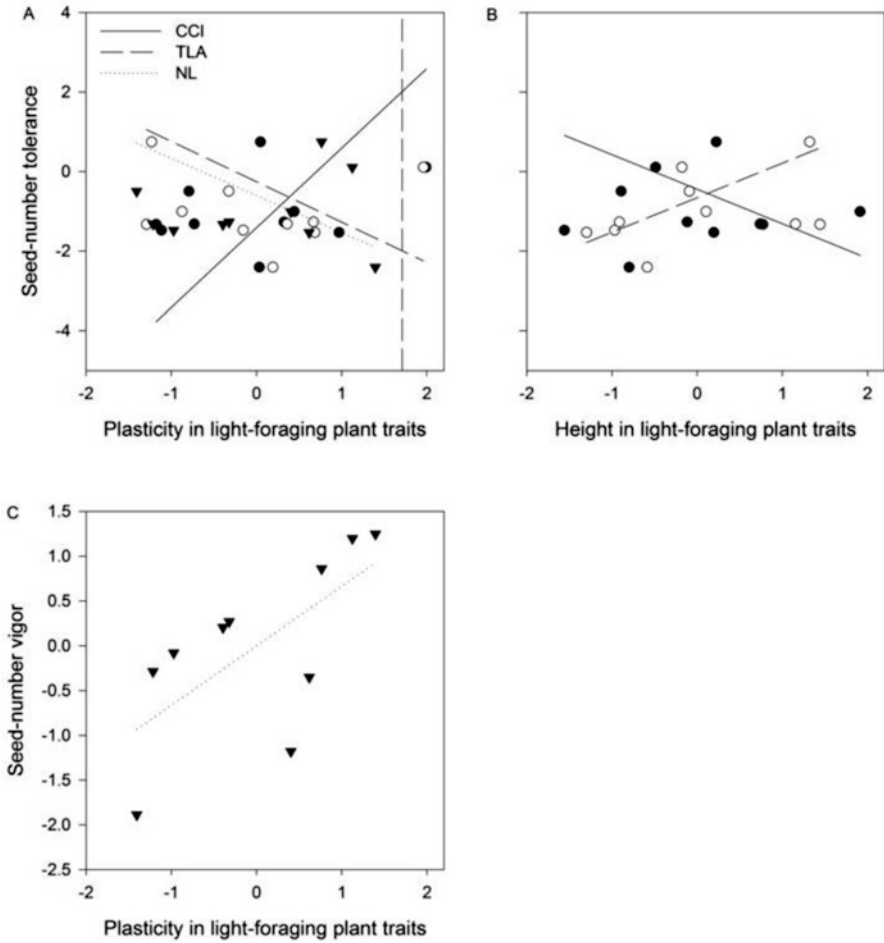 A
CCI
TLA
NL
4
2
0
-2
-4
Seed-number tolerance
-2
-1
0
1
2
Plasticity in light-foraging plant traits
B
-2
-1
0
1
2
Height in light-foraging plant traits
C
1.5
1.0
0.5
0.0
-0.5
-1.0
-1.5
-2.0
-2.5
Seed-number vigor
-2
-1
0
1
2
Plasticity in light-foraging plant traits